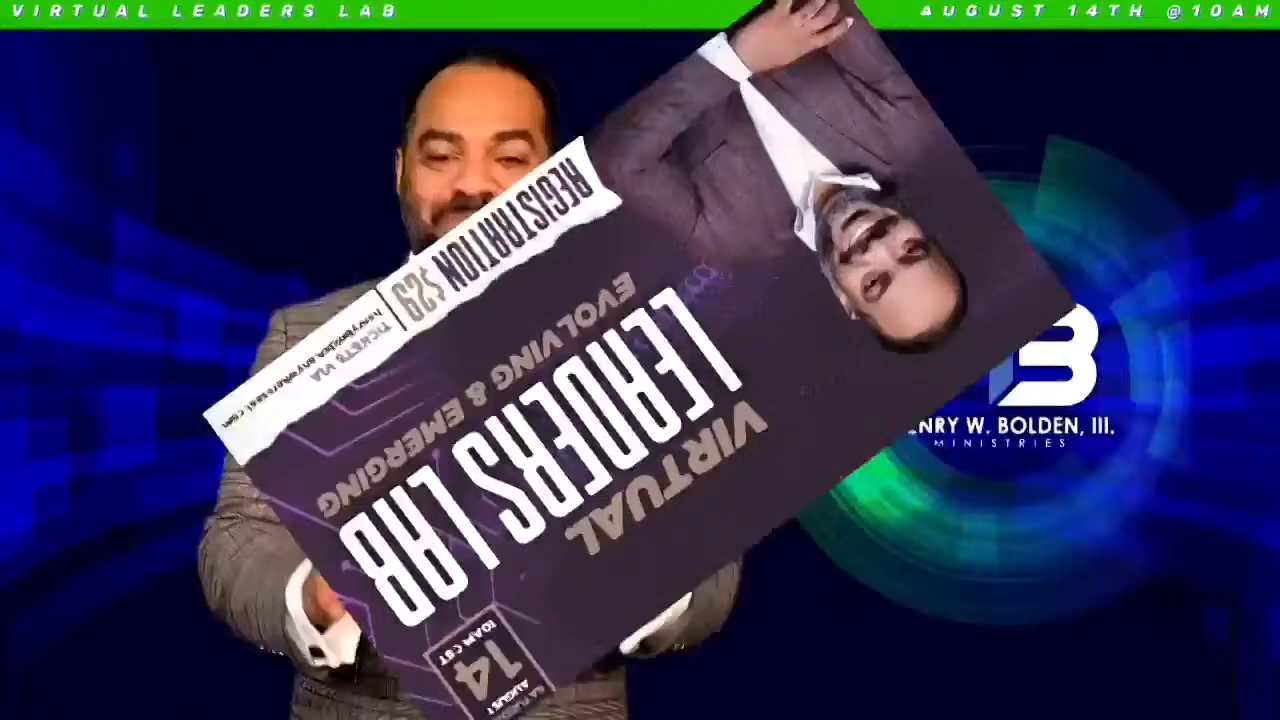 VIRTUAL LEADERS LAB
AUGUST 14TH @10AM
VIRTUAL
LEADERS LAB
EVOLVING & EMERGING
REGISTRATION $29
TICKETS VIA
AUGUST
14
10AM CST
B
W. BOLDEN, III.
MINISTRIES